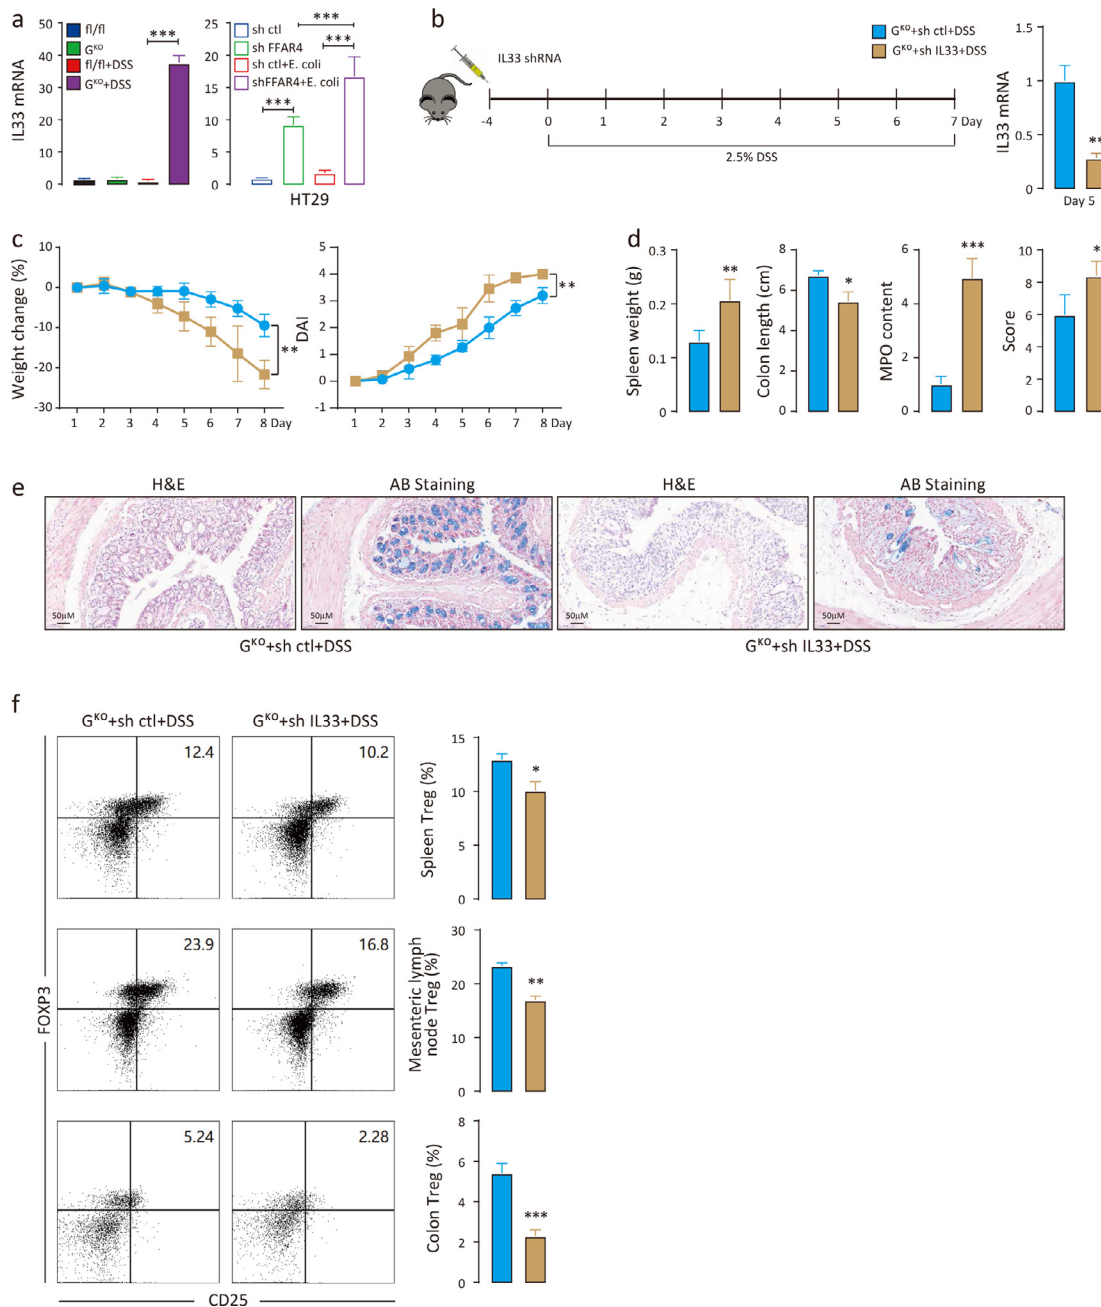 a
IL33 mRNA
50
40
30
20
10
0
fl/fl
Gᴷᴼ
fl/fl+DSS
Gᴷᴼ+DSS
***
25
20
15
10
5
0
sh ctl
sh FFAR4
sh ctl+E. coli
shFFAR4+E. coli
***
***
***
HT29
b
IL33 shRNA
-4 0 1 2 3 4 5 6 7 Day
2.5% DSS
Gᴷᴼ+sh ctl+DSS
Gᴷᴼ+sh IL33+DSS
IL33 mRNA
1.5
1
0.5
0
**
Day 5
c
Weight change (%)
10
0
-10
-20
-30
**
1 2 3 4 5 6 7 8 Day
DAI
5
4
3
2
1
0
-1
**
1 2 3 4 5 6 7 8 Day
d
Spleen weight (g)
0.3
0.2
0.1
0
**
Colon length (cm)
8
6
4
2
0
*
MPO content
6
4
2
0
***
Score
10
8
6
4
2
0
*
e
H&E AB Staining H&E AB Staining
50µM 50µM 50µM 50µM
Gᴷᴼ+sh ctl+DSS Gᴷᴼ+sh IL33+DSS
f
Gᴷᴼ+sh ctl+DSS Gᴷᴼ+sh IL33+DSS
12.4 10.2
Spleen Treg (%)
15
10
5
0
*
23.9 16.8
Mesenteric lymph
node Treg (%)
30
20
10
0
**
5.24 2.28
Colon Treg (%)
8
6
4
2
0
***
FOXP3
CD25